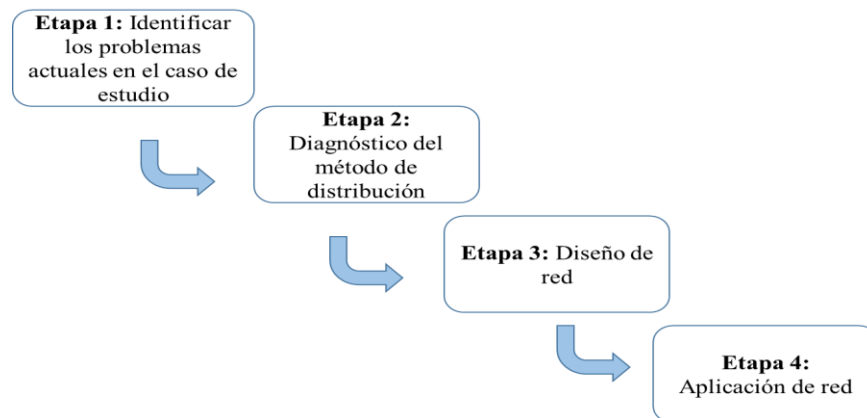 Etapa 1: Identificar
los problemas
actuales en el caso de
estudio
Etapa 2:
Diagnóstico del
método de
distribución
Etapa 3: Diseño de
red
Etapa 4:
Aplicación de red